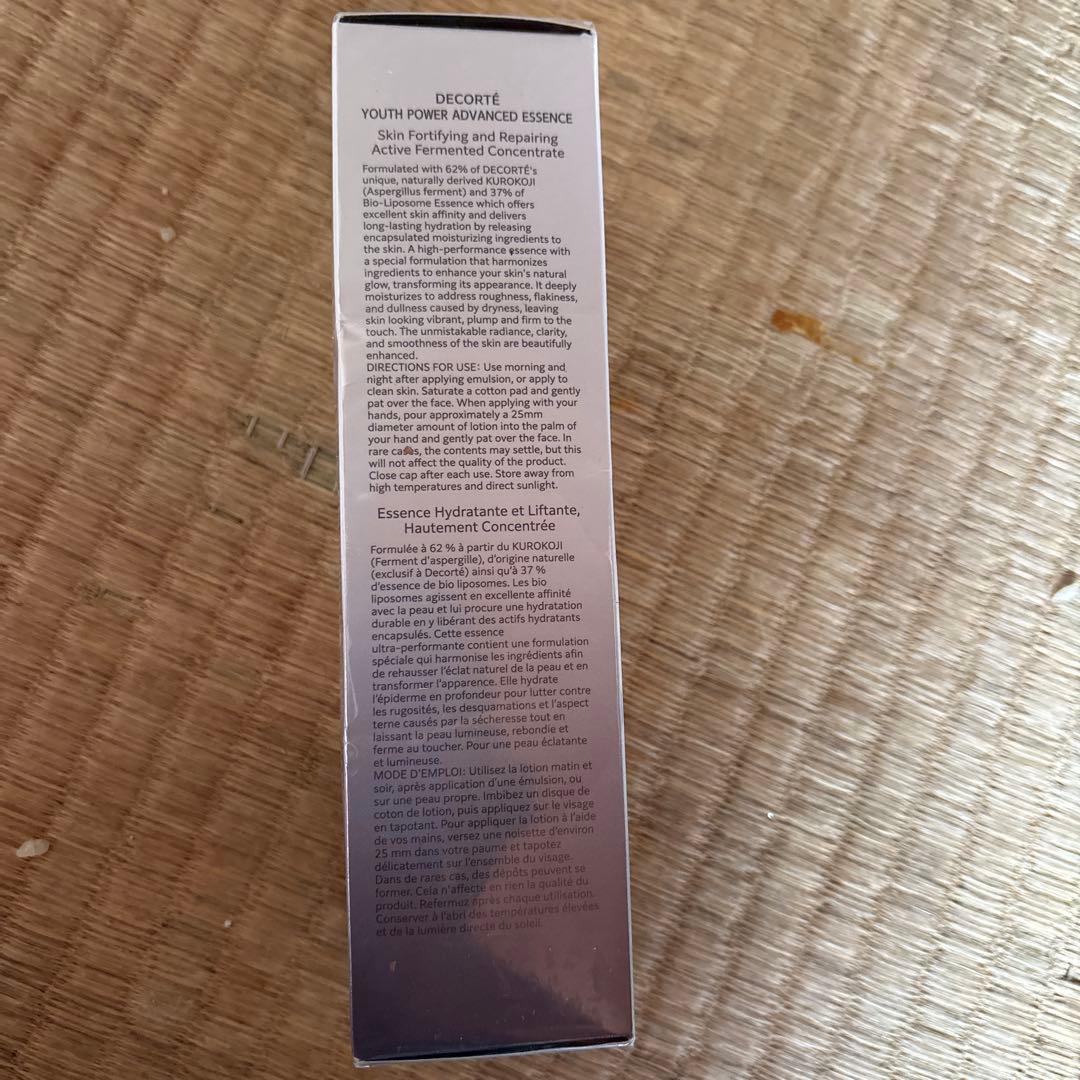 DECORTÉ
YOUTH POWER ADVANCED ESSENCE
Skin Fortifying and Repairing
Active Fermented Concentrate
Formulated with 62% of DECORTÉ's
unique, naturally derived KUROKOJI
(Aspergillus ferment) and 37% of
Bio-Liposome Essence which offers
excellent skin affinity and delivers
long-lasting hydration by releasing
encapsulated moisturizing ingredients to
the skin. A high-performance essence with
a special formulation that harmonizes
ingredients to enhance your skin's natural
glow, transforming its appearance. It deeply
moisturizes to address roughness, flakiness,
and dullness caused by dryness, leaving
skin looking vibrant, plump and firm to the
touch. The unmistakable radiance, clarity,
and smoothness of the skin are beautifully
enhanced.
DIRECTIONS FOR USE: Use morning and
night after applying emulsion, or apply to
clean skin. Saturate a cotton pad and gently
pat over the face. When applying with your
hands, pour approximately a 25mm
diameter amount of lotion into the palm of
your hand and gently pat over the face. In
rare cases, the contents may settle, but this
will not affect the quality of the product.
Close cap after each use. Store away from
high temperatures and direct sunlight.
Essence Hydratante et Liftante,
Hautement Concentrée
Formulée à 62 % à partir du KUROKOJI
(Ferment d'aspergille), d'origine naturelle
(exclusif à Decorté) ainsi qu'à 37 %
d'essence de bio liposomes. Les bio
liposomes agissent en excellente affinité
avec la peau et lui procure une hydratation
durable en y libérant des actifs hydratants
encapsulés. Cette essence
ultra-performante contient une formulation
spéciale qui harmonise les ingrédients afin
de rehausser l'éclat naturel de la peau et en
transformer l'apparence. Elle hydrate
l'épiderme en profondeur pour lutter contre
les rugosités, les desquamations et l'aspect
terne causés par la sécheresse tout en
laissant la peau lumineuse, rebondie et
ferme au toucher. Pour une peau éclatante
et lumineuse.
MODE D'EMPLOI: Utilisez la lotion matin et
soir, après application d'une émulsion, ou
sur une peau propre. Imbibez un disque de
coton de lotion, puis appliquez sur le visage
en tapotant. Pour appliquer la lotion à l'aide
de vos mains, versez une noisette d'environ
25 mm dans votre paume et tapotez
délicatement sur l'ensemble du visage.
Dans de rares cas, des dépôts peuvent se
former. Cela n'affecte en rien la qualité du
produit. Refermez après chaque utilisation.
Conserver à l'abri des températures élevées
et de la lumière directe du soleil.